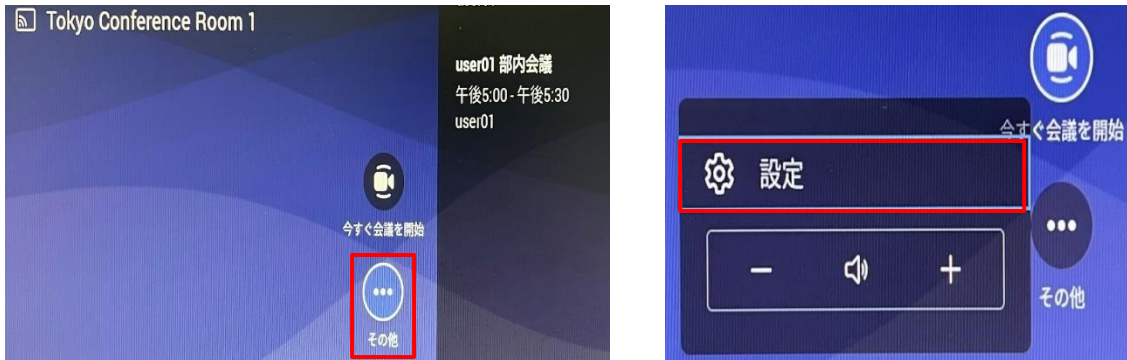 Tokyo Conference Room 1
user01 部内会議
午後5:00 - 午後5:30
user01
今すぐ会議を開始
その他
今すぐ会議を開始
設定
その他